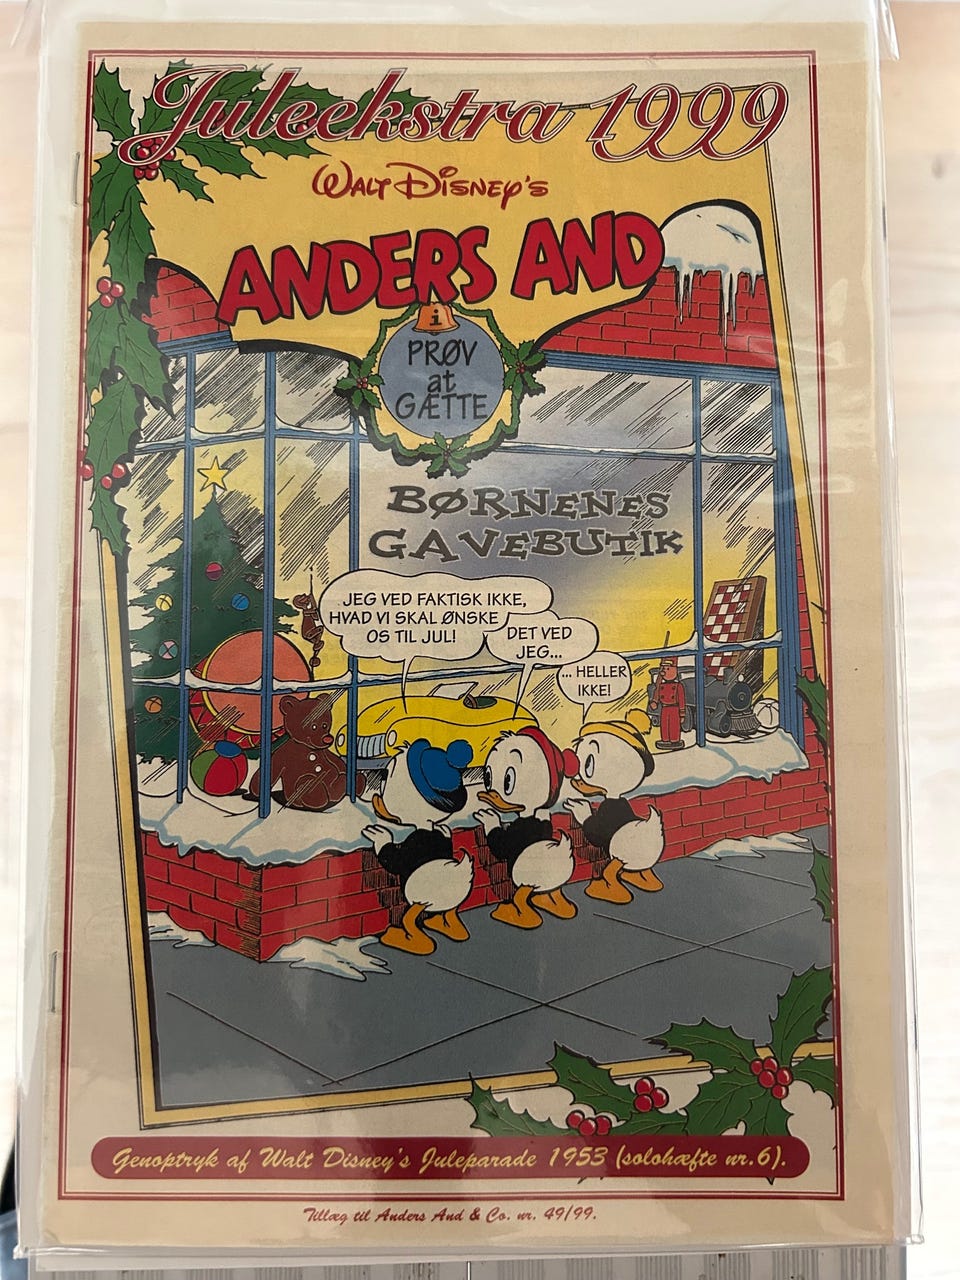 Juleekstra 1999
WALT DISNEY'S
ANDERS AND
i
PRØV
at
GÆTTE
BØRNENES
GAVEBUTIK
JEG VED FAKTISK IKKE,
HVAD VI SKAL ØNSKE
OS TIL JUL!
DET VED
JEG...
... HELLER
IKKE!
Genoptryk af Walt Disney's Juleparade 1953 (solohæfte nr. 6).
Tillæg til Anders And & Co. nr. 49/99.